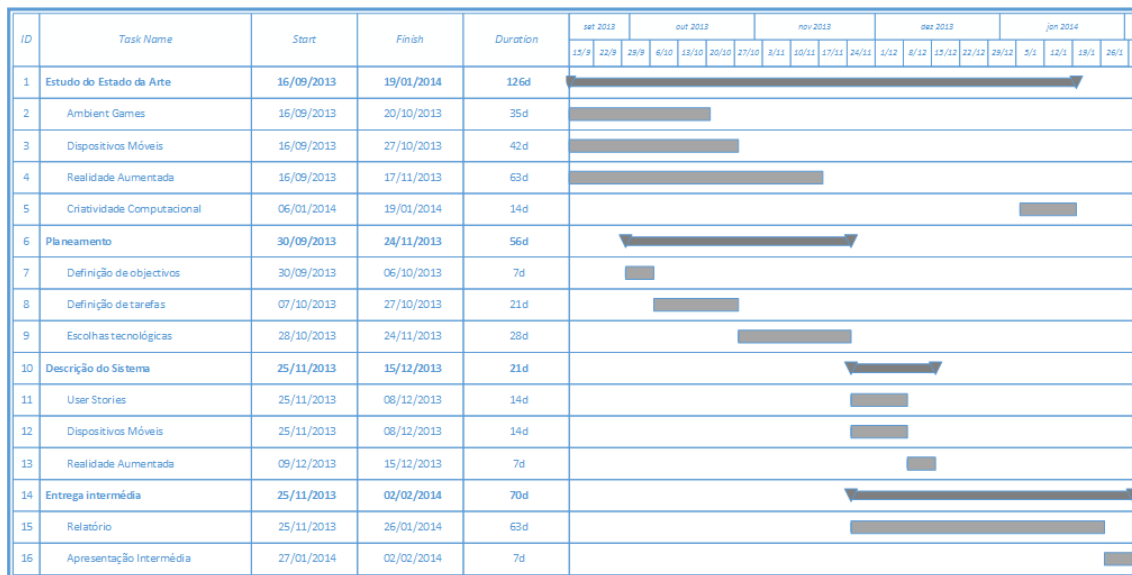 ID Task Name Start Finish Duration set 2013 out 2013 nov 2013 dez 2013 jan 2014
15/9 22/9 29/9 6/10 13/10 20/10 27/10 3/11 10/11 17/11 24/11 1/12 8/12 15/12 22/12 29/12 5/1 12/1 19/1 26/1
1 Estudo do Estado da Arte 16/09/2013 19/01/2014 126d
2 Ambient Games 16/09/2013 20/10/2013 35d
3 Dispositivos Móveis 16/09/2013 27/10/2013 42d
4 Realidade Aumentada 16/09/2013 17/11/2013 63d
5 Criatividade Computacional 06/01/2014 19/01/2014 14d
6 Planeamento 30/09/2013 24/11/2013 56d
7 Definição de objectivos 30/09/2013 06/10/2013 7d
8 Definição de tarefas 07/10/2013 27/10/2013 21d
9 Escolhas tecnológicas 28/10/2013 24/11/2013 28d
10 Descrição do Sistema 25/11/2013 15/12/2013 21d
11 User Stories 25/11/2013 08/12/2013 14d
12 Dispositivos Móveis 25/11/2013 08/12/2013 14d
13 Realidade Aumentada 09/12/2013 15/12/2013 7d
14 Entrega intermédia 25/11/2013 02/02/2014 70d
15 Relatório 25/11/2013 26/01/2014 63d
16 Apresentação Intermédia 27/01/2014 02/02/2014 7d